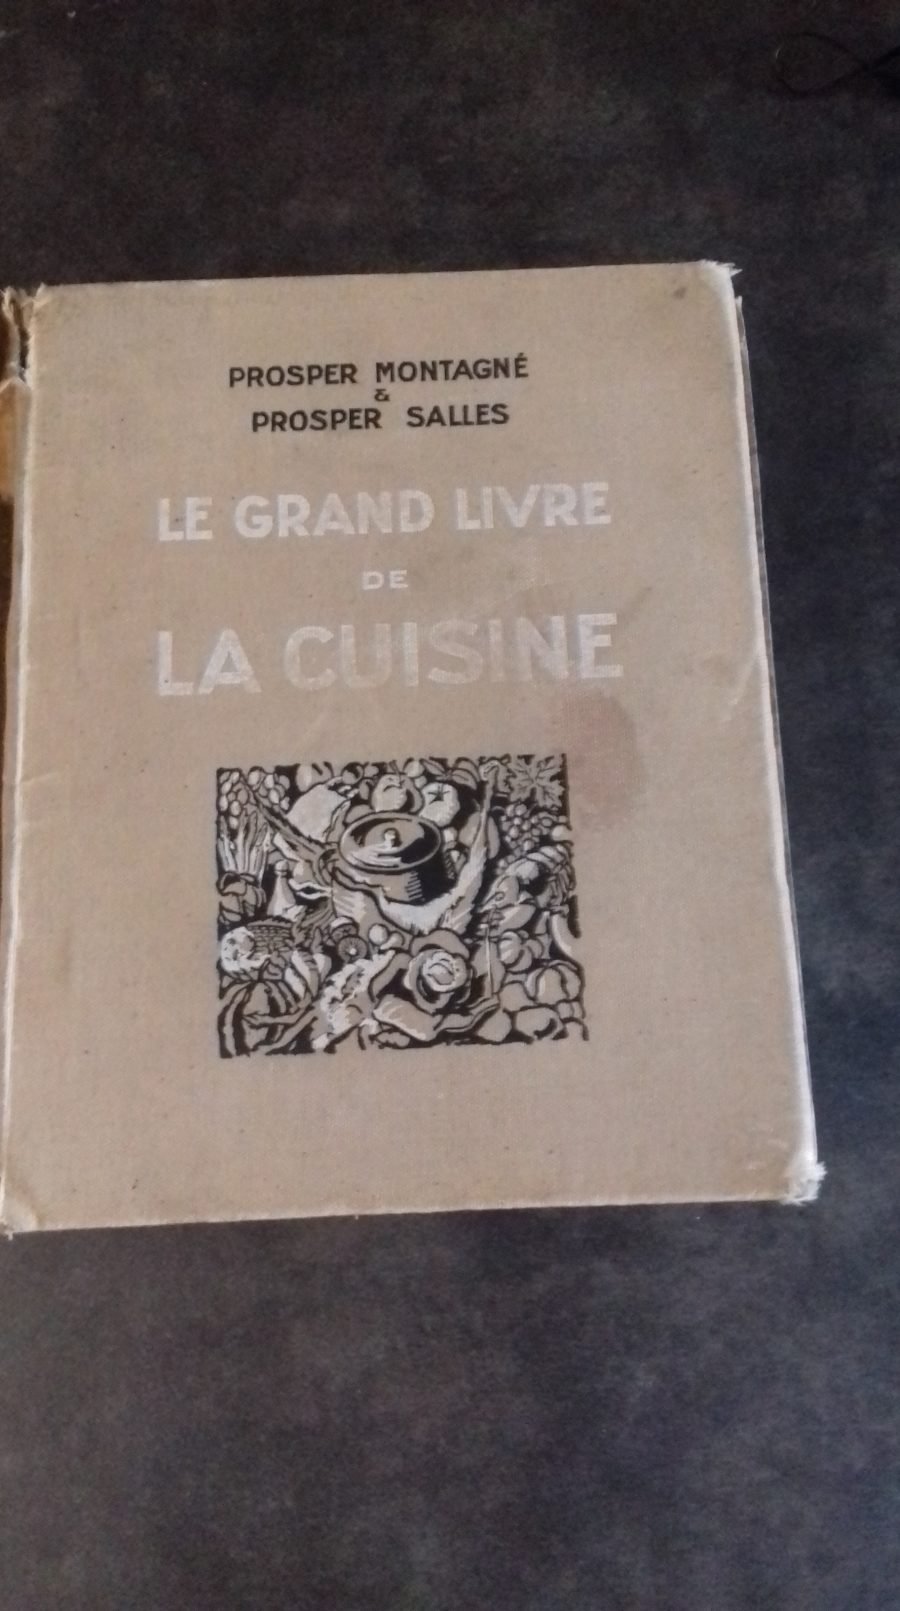 PROSPER MONTAGNÉ
&
PROSPER SALLES
LE GRAND LIVRE
DE
LA CUISINE